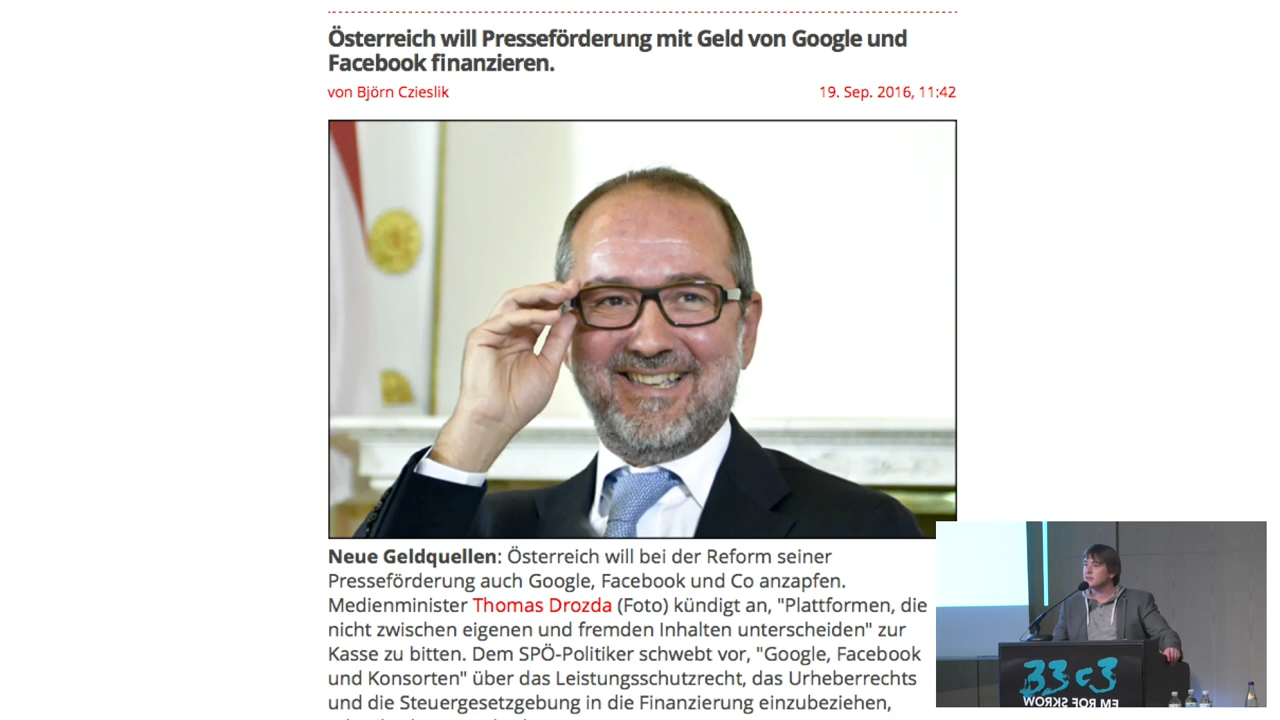 Österreich will Presseförderung mit Geld von Google und
Facebook finanzieren.
von Björn Czieslik
19. Sep. 2016, 11:42
Neue Geldquellen: Österreich will bei der Reform seiner
Presseförderung auch Google, Facebook und Co anzapfen.
Medienminister Thomas Drozda (Foto) kündigt an, "Plattformen, die
nicht zwischen eigenen und fremden Inhalten unterscheiden" zur
Kasse zu bitten. Dem SPÖ-Politiker schwebt vor, "Google, Facebook
und Konsorten" über das Leistungsschutzrecht, das Urheberrechts
und die Steuergesetzgebung in die Finanzierung einzubeziehen,
33c3
WORKS FOR ME